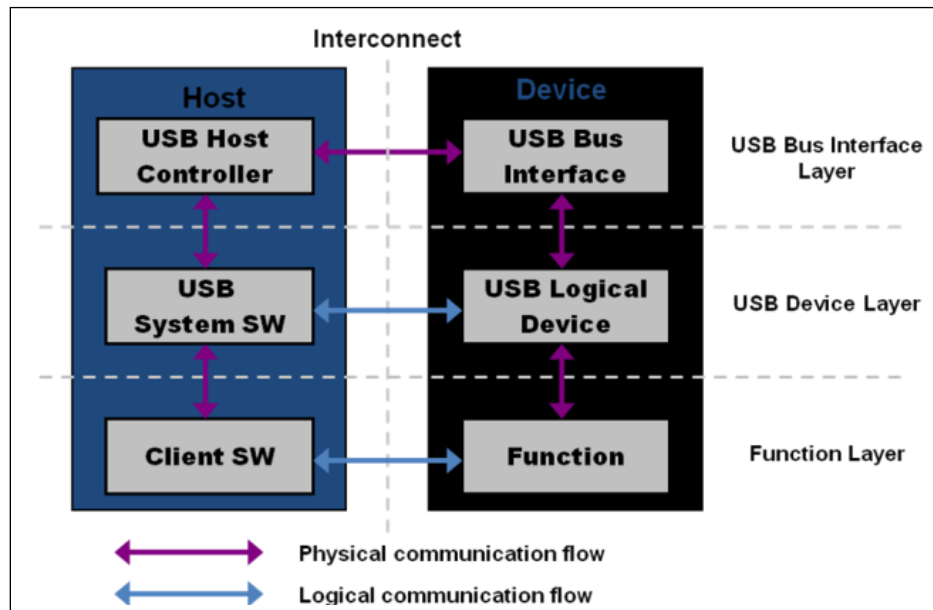 Interconnect
Host
Device
USB Host
Controller
USB Bus
Interface
USB Bus Interface
Layer
USB
System SW
USB Logical
Device
USB Device Layer
Client SW
Function
Function Layer
Physical communication flow
Logical communication flow